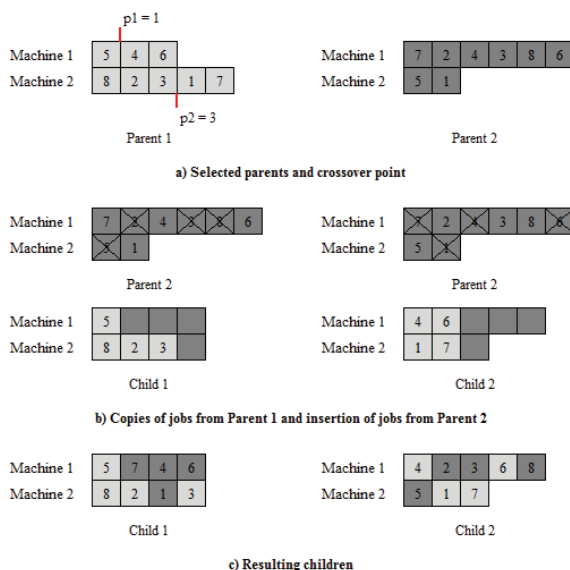 p1 = 1
Machine 1 5 4 6
Machine 2 8 2 3 1 7
p2 = 3
Parent 1
Machine 1 7 2 4 3 8 6
Machine 2 5 1
Parent 2
a) Selected parents and crossover point
Machine 1 7 2 4 3 8 6
Machine 2 5 1
Parent 2
Machine 1 7 2 4 3 8 6
Machine 2 5 1
Parent 2
Machine 1 5
Machine 2 8 2 3
Child 1
Machine 1 4 6
Machine 2 1 7
Child 2
b) Copies of jobs from Parent 1 and insertion of jobs from Parent 2
Machine 1 5 7 4 6
Machine 2 8 2 1 3
Child 1
Machine 1 4 2 3 6 8
Machine 2 5 1 7
Child 2
c) Resulting children